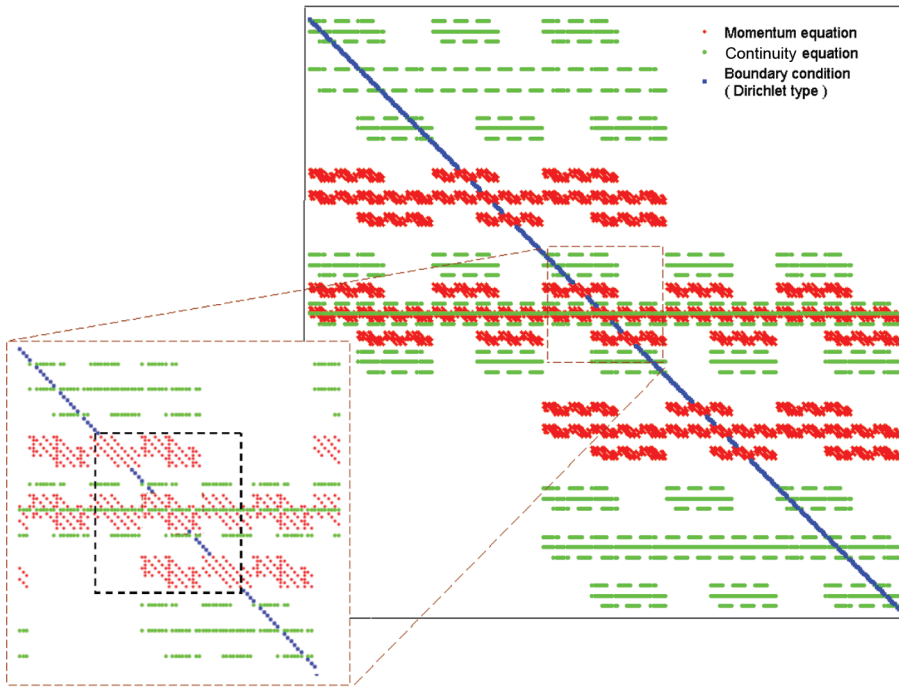 Momentum equation
Continuity equation
Boundary condition
( Dirichlet type )